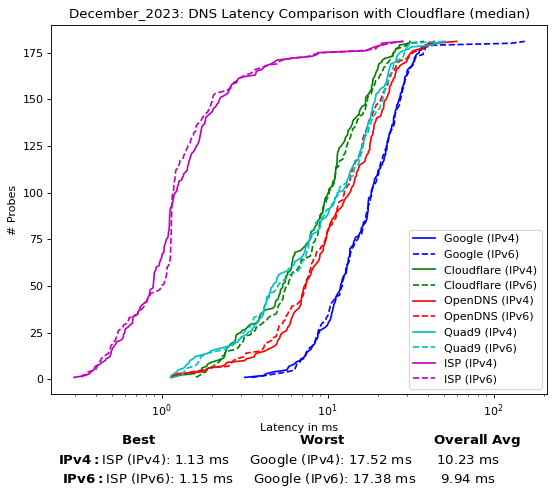 December_2023: DNS Latency Comparison with Cloudflare (median)
175
150
125
100
75
50
25
0
# Probes
Google (IPv4)
Google (IPv6)
Cloudflare (IPv4)
Cloudflare (IPv6)
OpenDNS (IPv4)
OpenDNS (IPv6)
Quad9 (IPv4)
Quad9 (IPv6)
ISP (IPv4)
ISP (IPv6)
10⁰ 10¹ 10²
Latency in ms
Best Worst Overall Avg
IPv4: ISP (IPv4): 1.13 ms Google (IPv4): 17.52 ms 10.23 ms
IPv6: ISP (IPv6): 1.15 ms Google (IPv6): 17.38 ms 9.94 ms